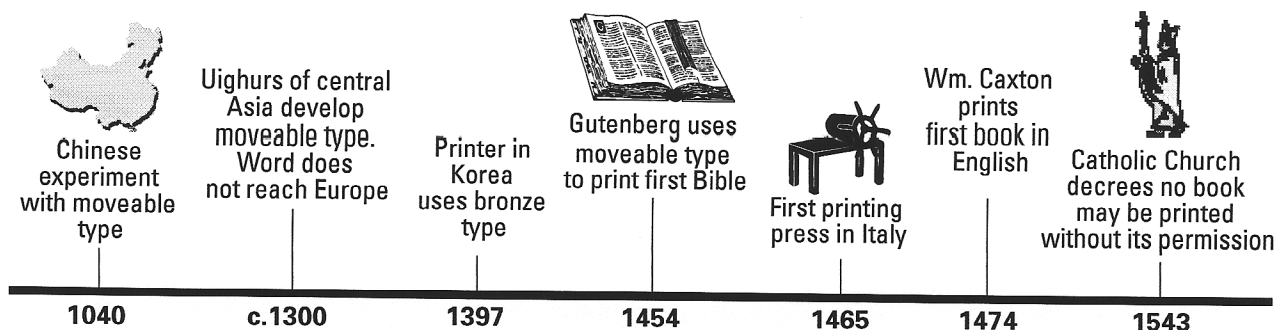 Chinese
experiment
with moveable
type
Uighurs of central
Asia develop
moveable type.
Word does
not reach Europe
Printer in
Korea
uses bronze
type
Gutenberg uses
moveable type
to print first Bible
First printing
press in Italy
Wm. Caxton
prints
first book in
English
Catholic Church
decrees no book
may be printed
without its permission
1040
c.1300
1397
1454
1465
1474
1543